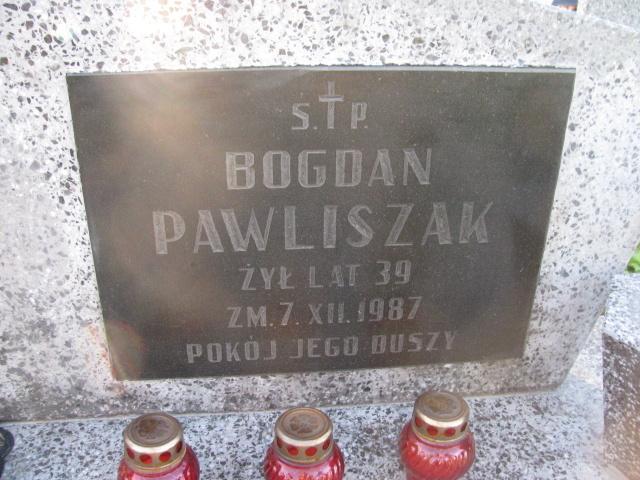 S.†P.
BOGDAN
PAWLISZAK
ŻYŁ LAT 39
ZM. 7. XII. 1987
POKÓJ JEGO DUSZY